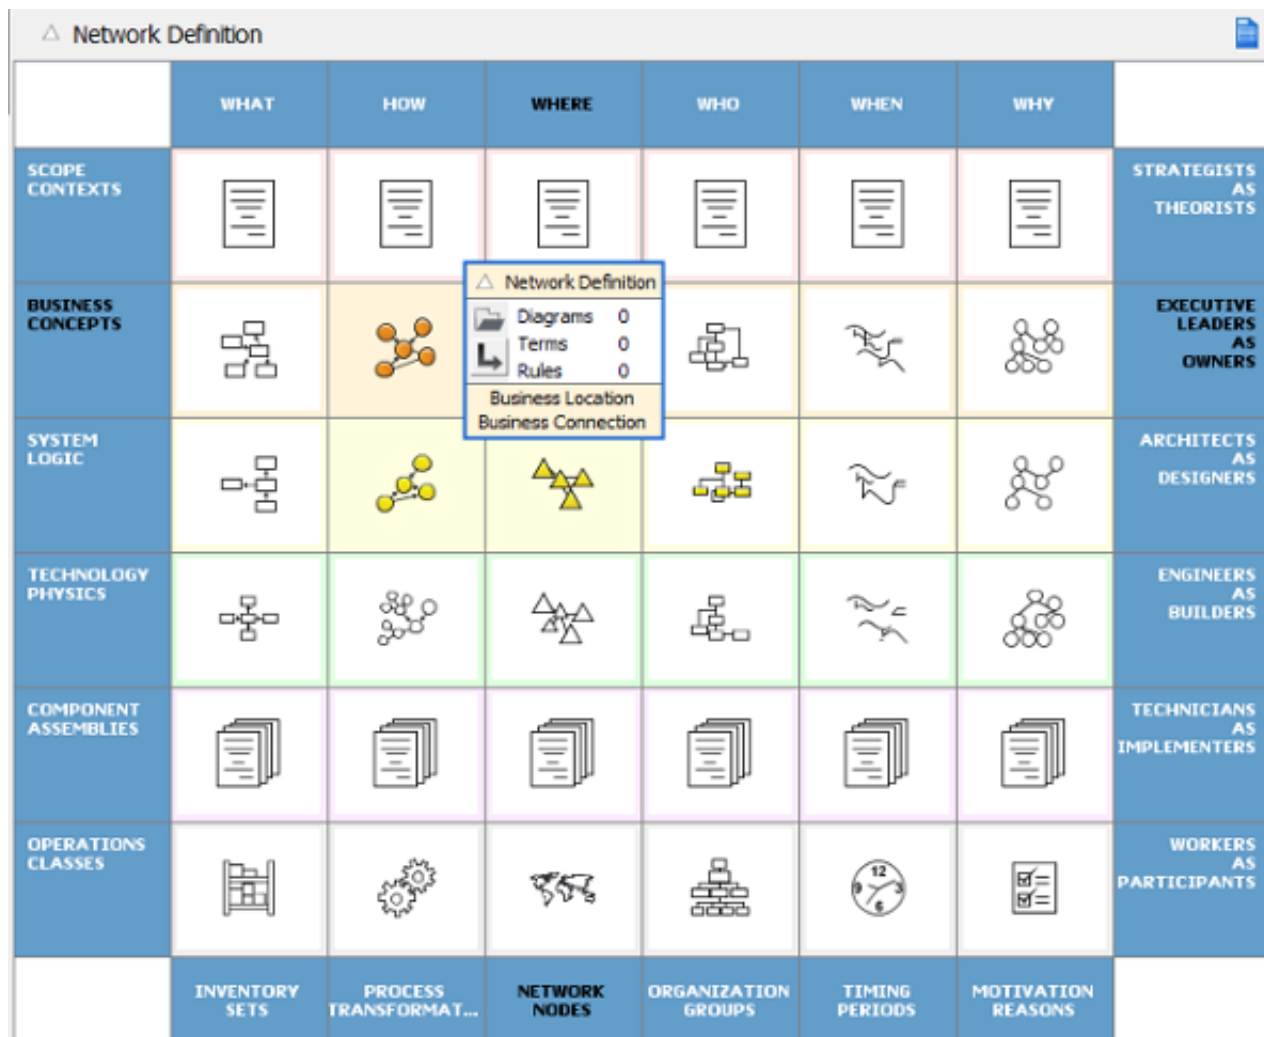 Network Definition
WHAT
HOW
WHERE
WHO
WHEN
WHY
SCOPE
CONTEXTS
STRATEGISTS
AS
THEORISTS
Network Definition
Diagrams 0
Terms 0
Rules 0
Business Location
Business Connection
BUSINESS
CONCEPTS
EXECUTIVE
LEADERS
AS
OWNERS
SYSTEM
LOGIC
ARCHITECTS
AS
DESIGNERS
TECHNOLOGY
PHYSICS
ENGINEERS
AS
BUILDERS
COMPONENT
ASSEMBLIES
TECHNICIANS
AS
IMPLEMENTERS
OPERATIONS
CLASSES
12
9
3
6
WORKERS
AS
PARTICIPANTS
INVENTORY
SETS
PROCESS
TRANSFORMAT...
NETWORK
NODES
ORGANIZATION
GROUPS
TIMING
PERIODS
MOTIVATION
REASONS